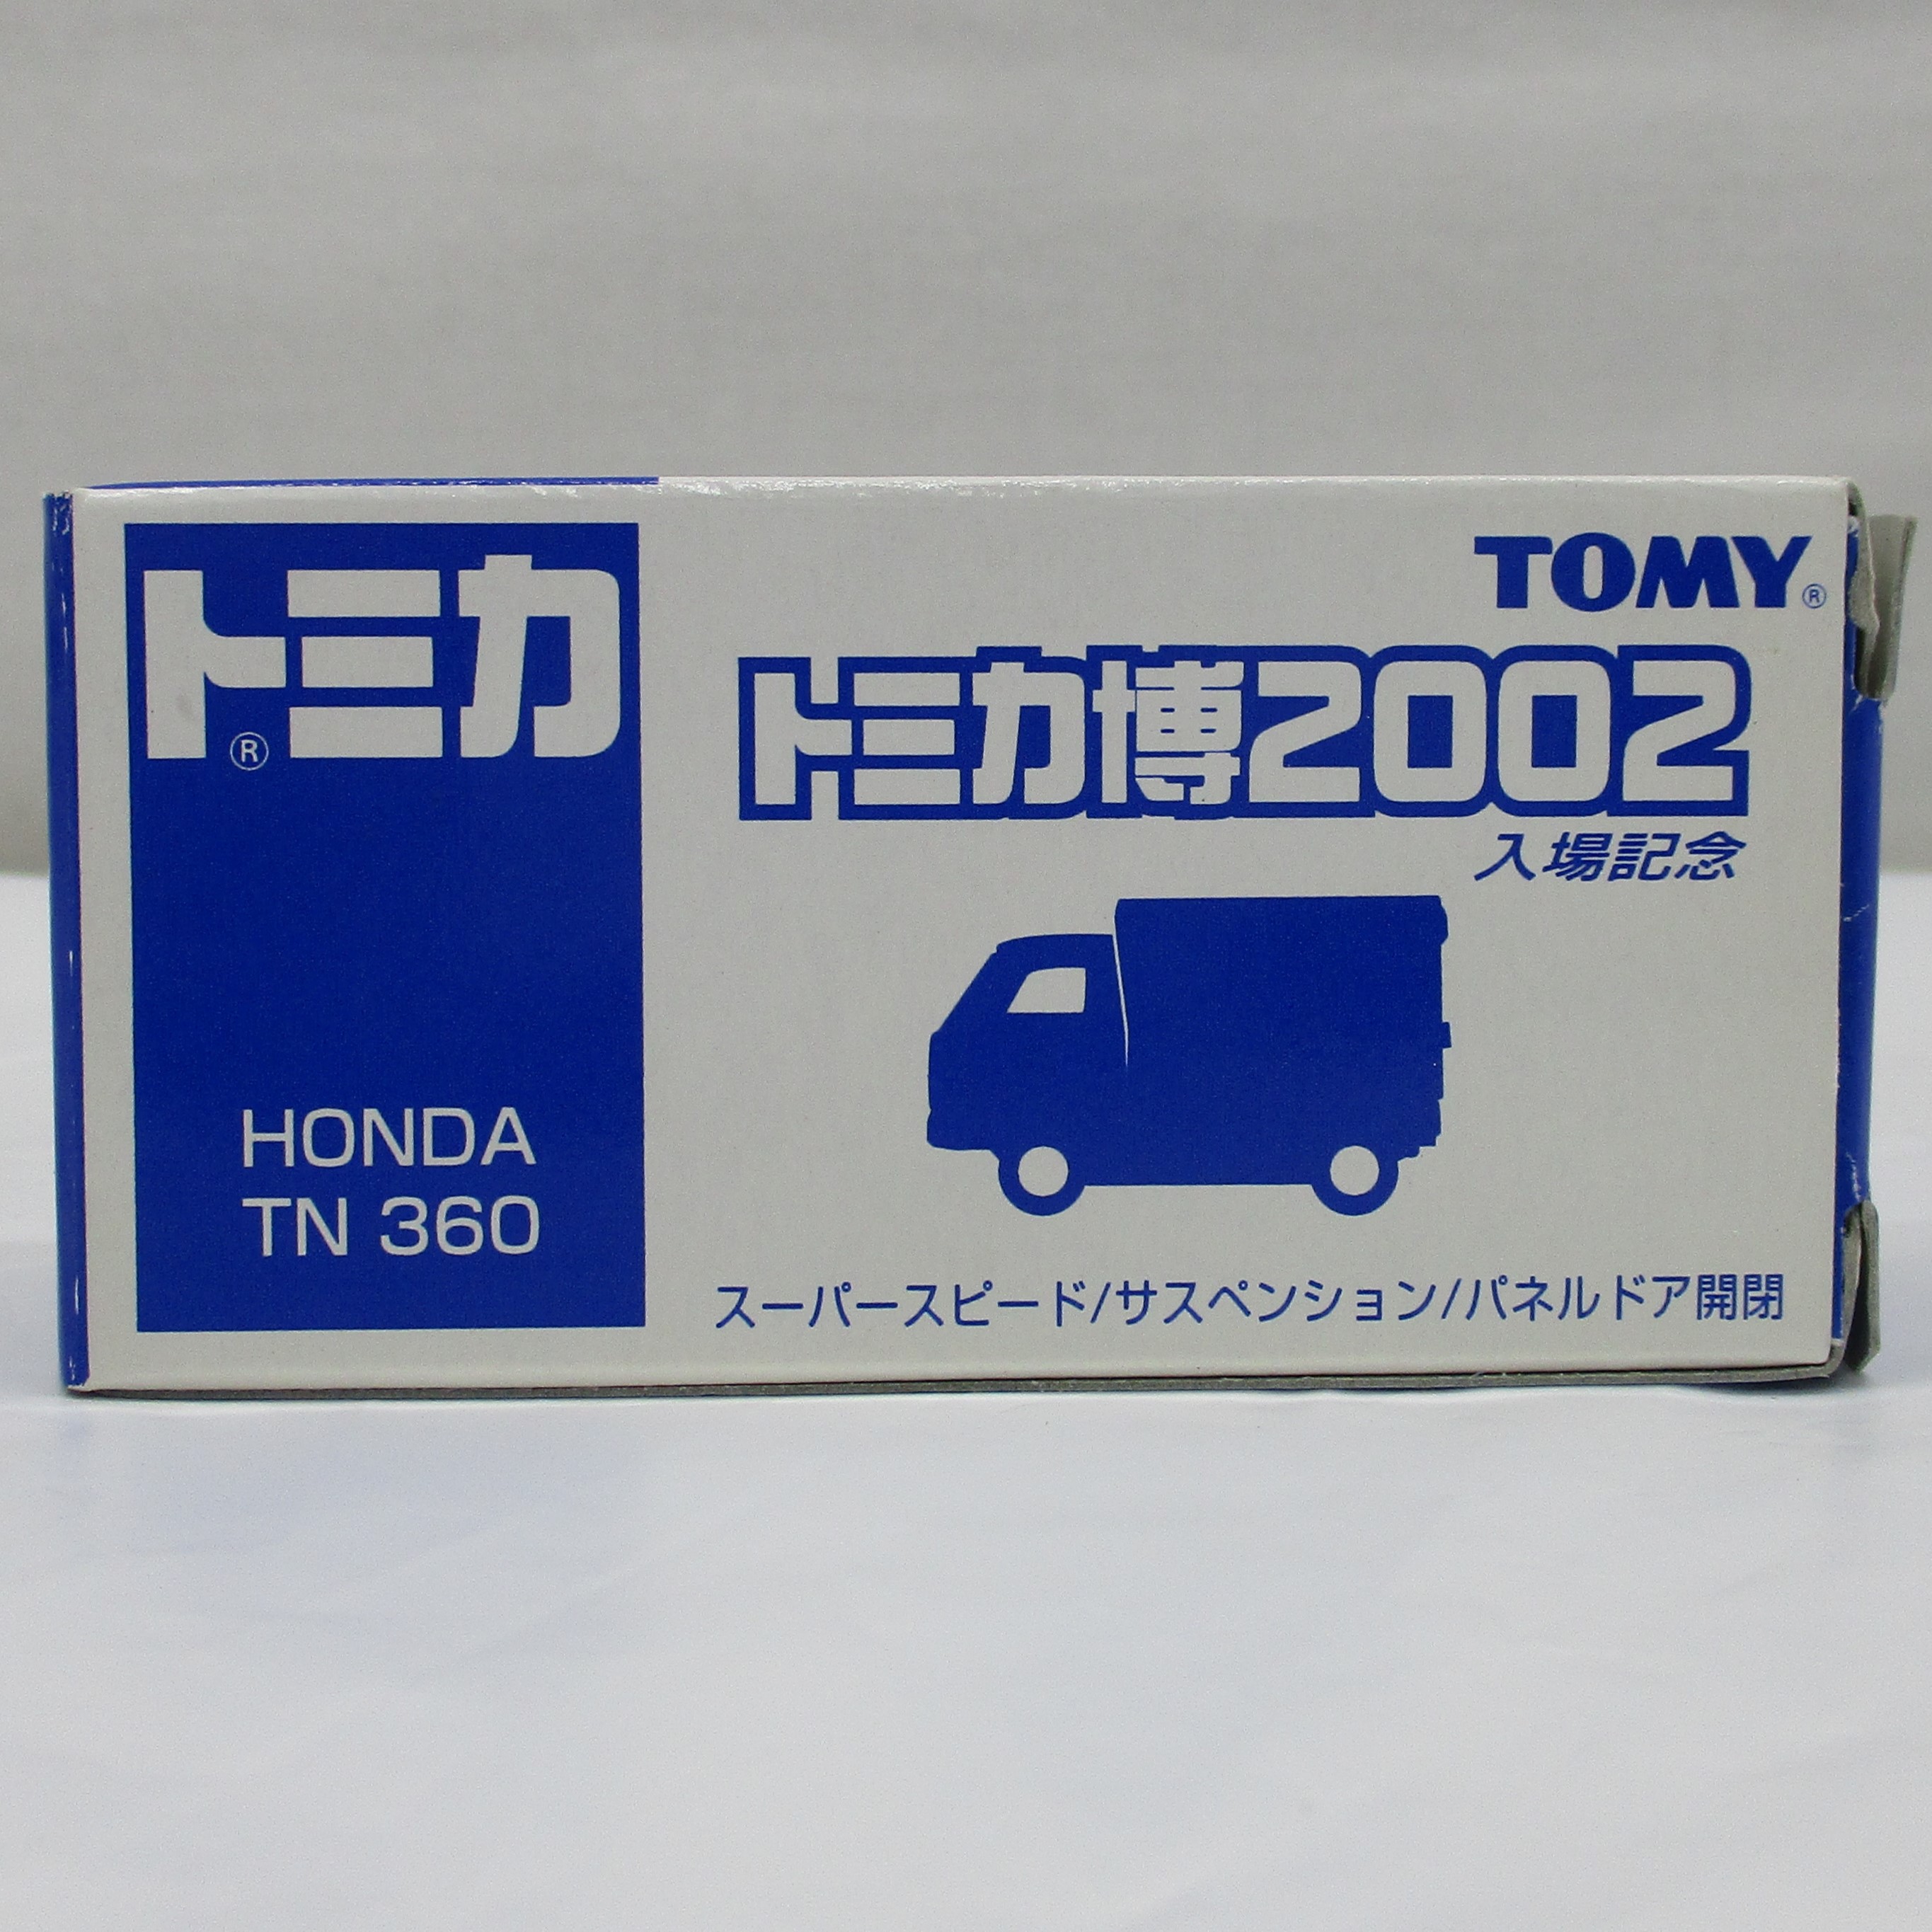 トミカ®
HONDA
TN 360
TOMY®
トミカ博2002
入場記念
スーパースピード/サスペンション/パネルドア開閉